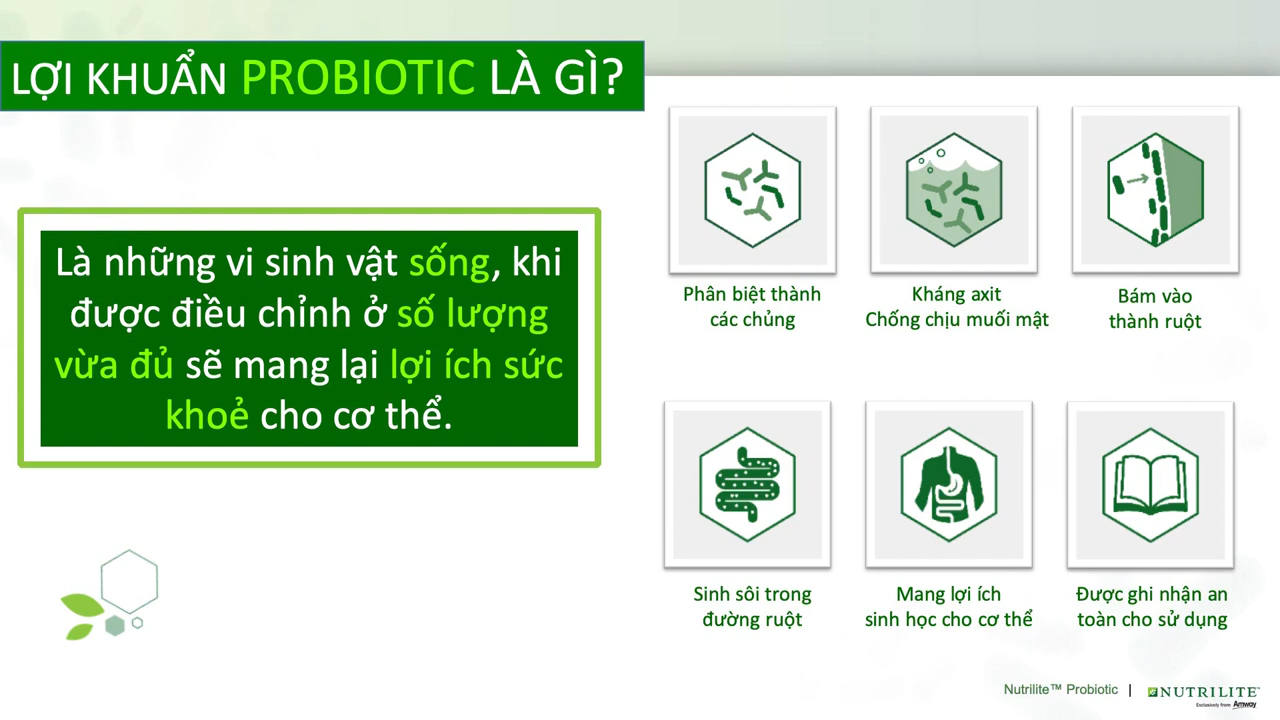 LỢI KHUẨN PROBIOTIC LÀ GÌ?
Là những vi sinh vật sống, khi
được điều chỉnh ở số lượng
vừa đủ sẽ mang lại lợi ích sức
khoẻ cho cơ thể.
Phân biệt thành
các chủng
Kháng axit
Chống chịu muối mật
Bám vào
thành ruột
Sinh sôi trong
đường ruột
Mang lợi ích
sinh học cho cơ thể
Được ghi nhận an
toàn cho sử dụng
Nutrilite™ Probiotic |
NUTRILITE™
Exclusively from Amway